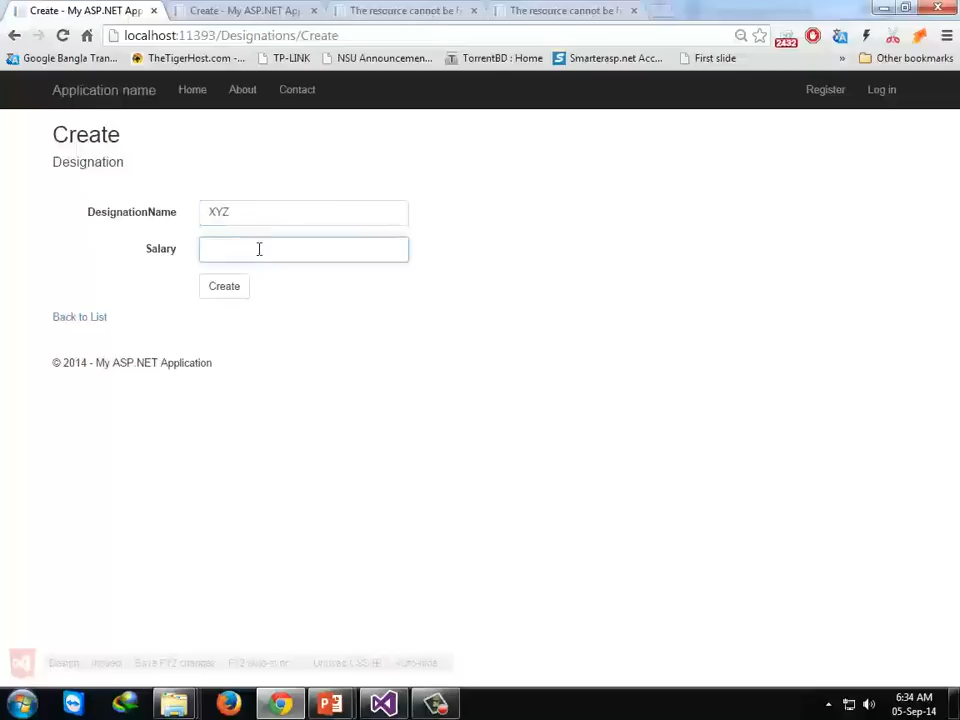 Create - My ASP.NET App
Create - My ASP.NET App
The resource cannot be f
The resource cannot be f
localhost:11393/Designations/Create
2432
Google Bangla Tran...
TheTigerHost.com -...
TP-LINK
NSU Announcemen...
TorrentBD : Home
Smarterasp.net Acc...
First slide
»
Other bookmarks
Application name
Home
About
Contact
Register
Log in
Create
Designation
DesignationName
XYZ
Salary
Create
Back to List
© 2014 - My ASP.NET Application
Design
6:34 AM
05-Sep-14